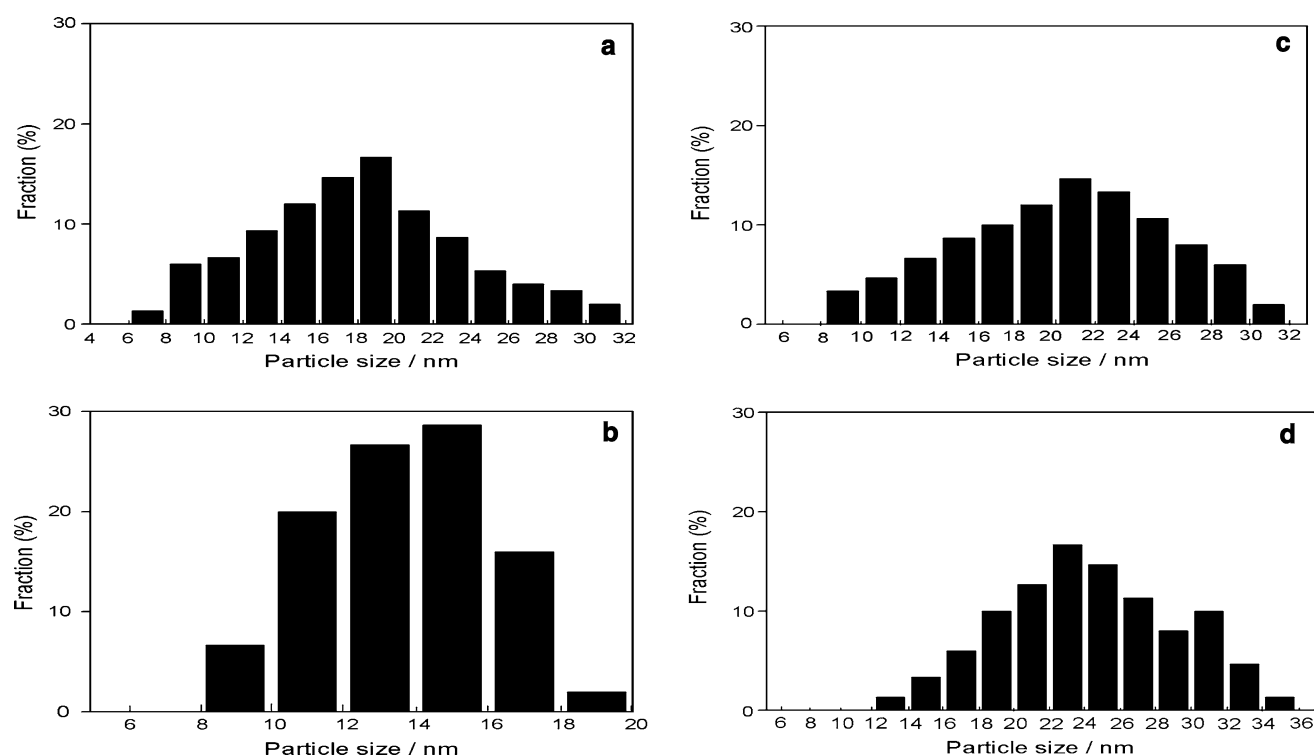 a
Fraction (%)
30
20
10
0
4 6 8 10 12 14 16 18 20 22 24 26 28 30 32
Particle size / nm
c
Fraction (%)
30
20
10
0
6 8 10 12 14 16 18 20 22 24 26 28 30 32
Particle size / nm
b
Fraction (%)
30
20
10
0
6 8 10 12 14 16 18 20
Particle size / nm
d
Fraction (%)
30
20
10
0
6 8 10 12 14 16 18 20 22 24 26 28 30 32 34 36
Particle size / nm